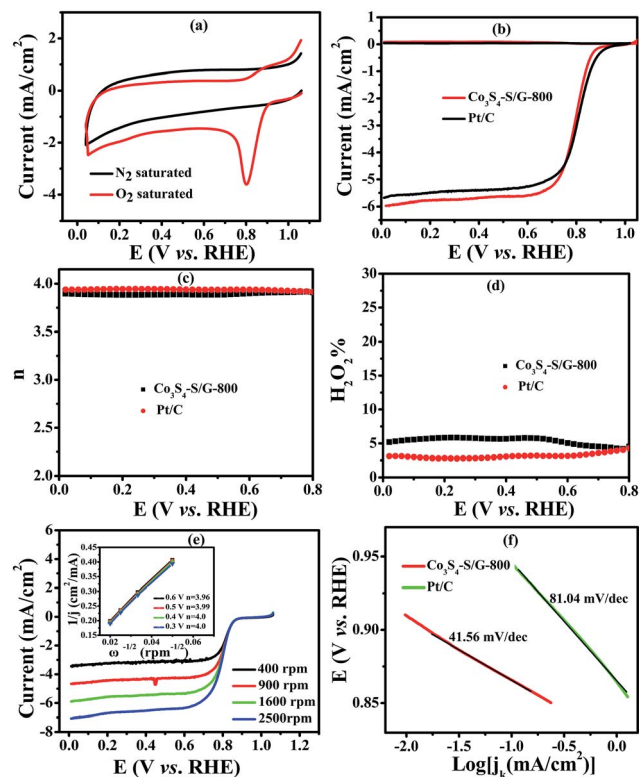 (a)
Current (mA/cm²)
2
0
-2
-4
N₂ saturated
O₂ saturated
0.0 0.2 0.4 0.6 0.8 1.0
E (V vs. RHE)
(b)
Current (mA/cm²)
0
-1
-2
-3
-4
-5
-6
Co₃S₄-S/G-800
Pt/C
0.0 0.2 0.4 0.6 0.8 1.0
E (V vs. RHE)
(c)
n
4.0
3.5
3.0
2.5
2.0
Co₃S₄-S/G-800
Pt/C
0.0 0.2 0.4 0.6 0.8
E (V vs. RHE)
(d)
H₂O₂%
30
25
20
15
10
5
0
Co₃S₄-S/G-800
Pt/C
0.0 0.2 0.4 0.6 0.8
E (V vs. RHE)
(e)
Current (mA/cm²)
6
4
2
0
-2
-4
-6
-8
1/j (cm²/mA)
0.40
0.35
0.30
0.25
0.20
0.15
0.6 V n=3.96
0.5 V n=3.99
0.4 V n=4.0
0.3 V n=4.0
0.02 0.04 0.06
ω⁻¹/² (rpm⁻¹/²)
400 rpm
900 rpm
1600 rpm
2500rpm
0.0 0.2 0.4 0.6 0.8 1.0
E (V vs. RHE)
(f)
E (V vs. RHE)
0.95
0.90
0.85
Co₃S₄-S/G-800
Pt/C
81.04 mV/dec
41.56 mV/dec
-2.0 -1.5 -1.0 -0.5 0.0
Log[jₖ(mA/cm²)]